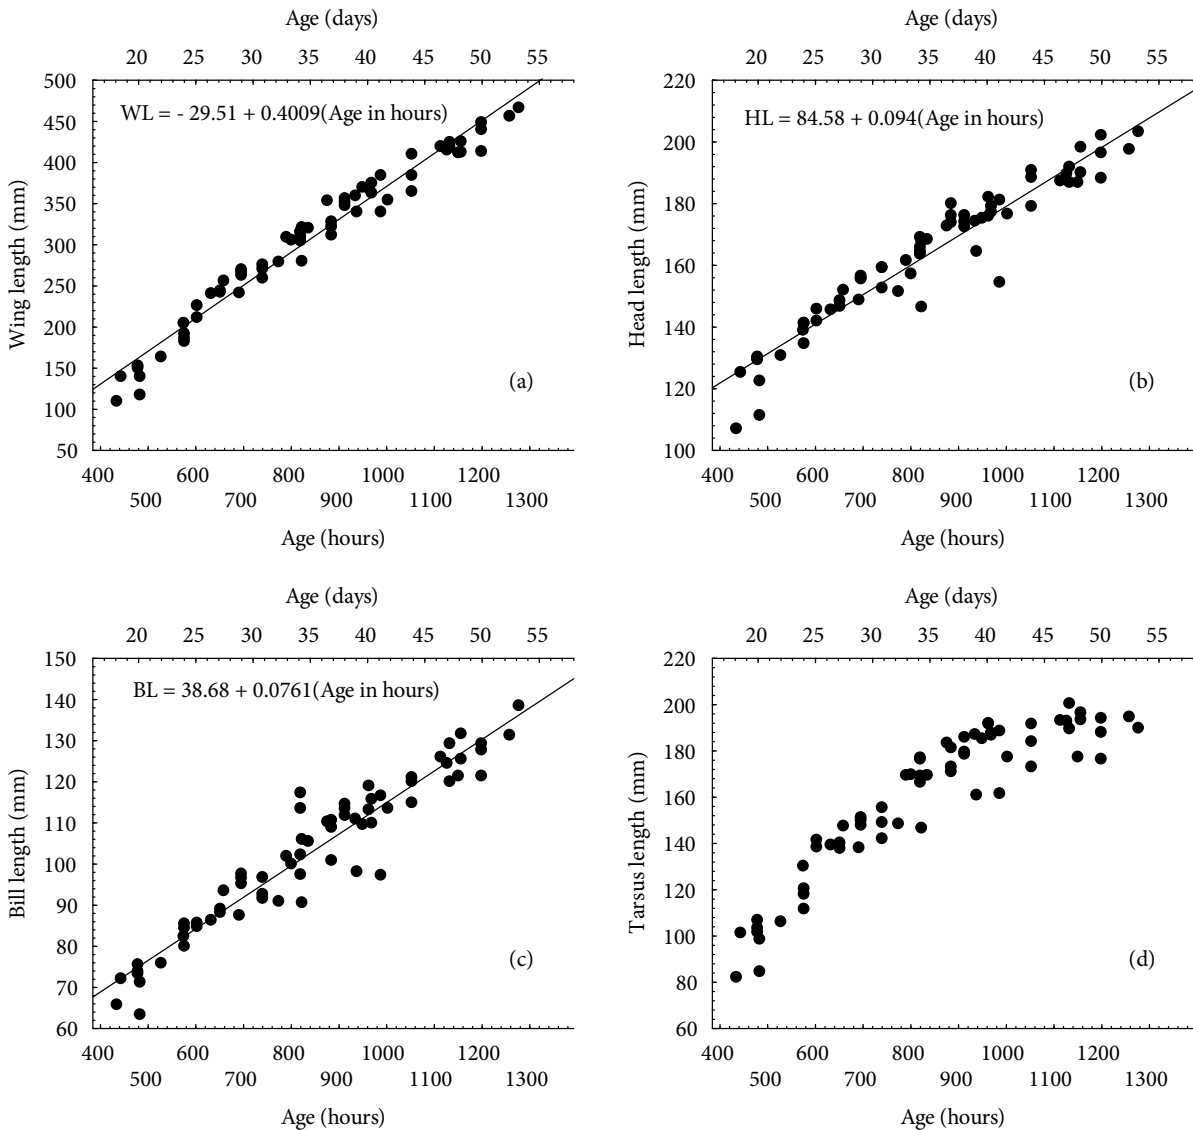 Age (days)
20 25 30 35 40 45 50 55
500
450
400
350
300
250
200
150
100
50
Wing length (mm)
WL = - 29.51 + 0.4009(Age in hours)
(a)
400 600 800 1000 1200
500 700 900 1100 1300
Age (hours)
Age (days)
20 25 30 35 40 45 50 55
220
200
180
160
140
120
100
Head length (mm)
HL = 84.58 + 0.094(Age in hours)
(b)
400 600 800 1000 1200
500 700 900 1100 1300
Age (hours)
Age (days)
20 25 30 35 40 45 50 55
150
140
130
120
110
100
90
80
70
60
Bill length (mm)
BL = 38.68 + 0.0761(Age in hours)
(c)
400 600 800 1000 1200
500 700 900 1100 1300
Age (hours)
Age (days)
20 25 30 35 40 45 50 55
220
200
180
160
140
120
100
80
60
Tarsus length (mm)
(d)
400 600 800 1000 1200
500 700 900 1100 1300
Age (hours)